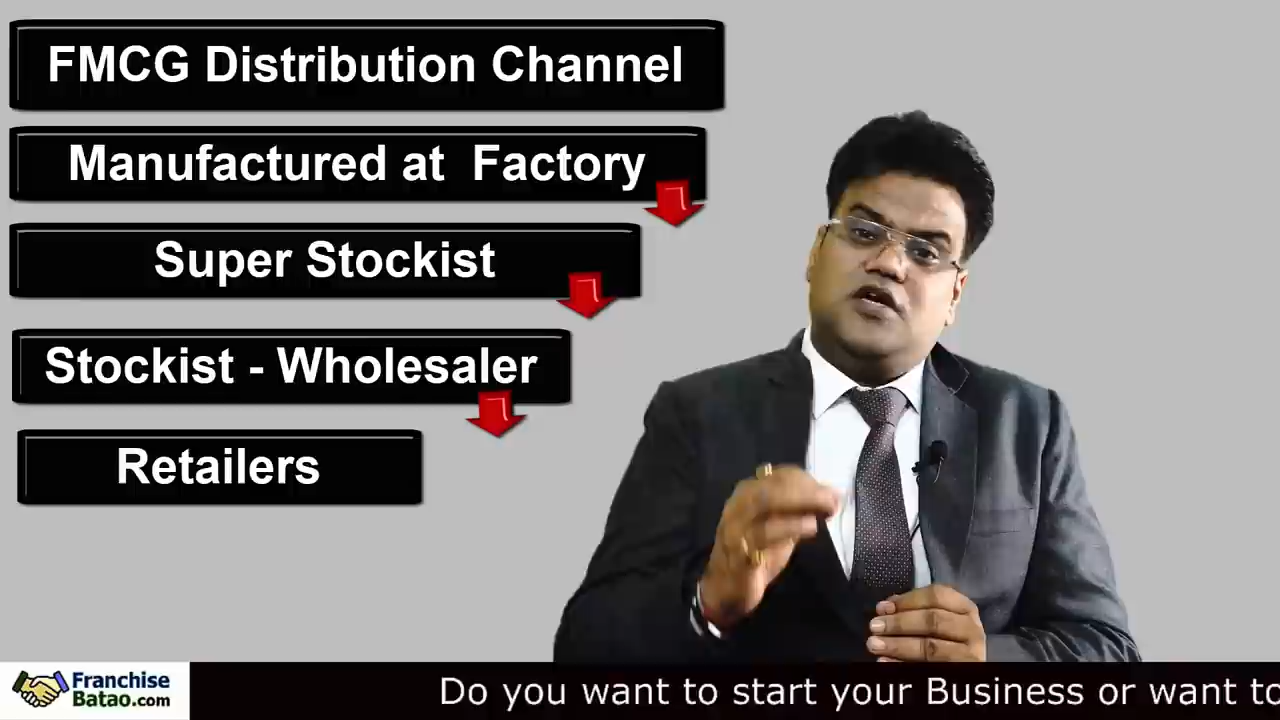 FMCG Distribution Channel
Manufactured at Factory
Super Stockist
Stockist - Wholesaler
Retailers
Franchise
Batao.com
Do you want to start your Business or want to